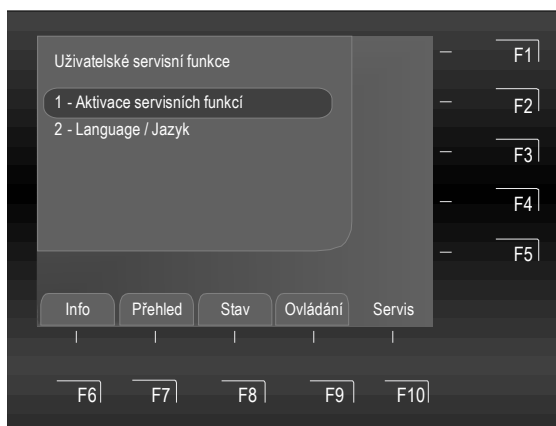 Uživatelské servisní funkce
1 - Aktivace servisních funkcí
2 - Language / Jazyk
F1
F2
F3
F4
F5
Info Přehled Stav Ovládání Servis
F6 F7 F8 F9 F10